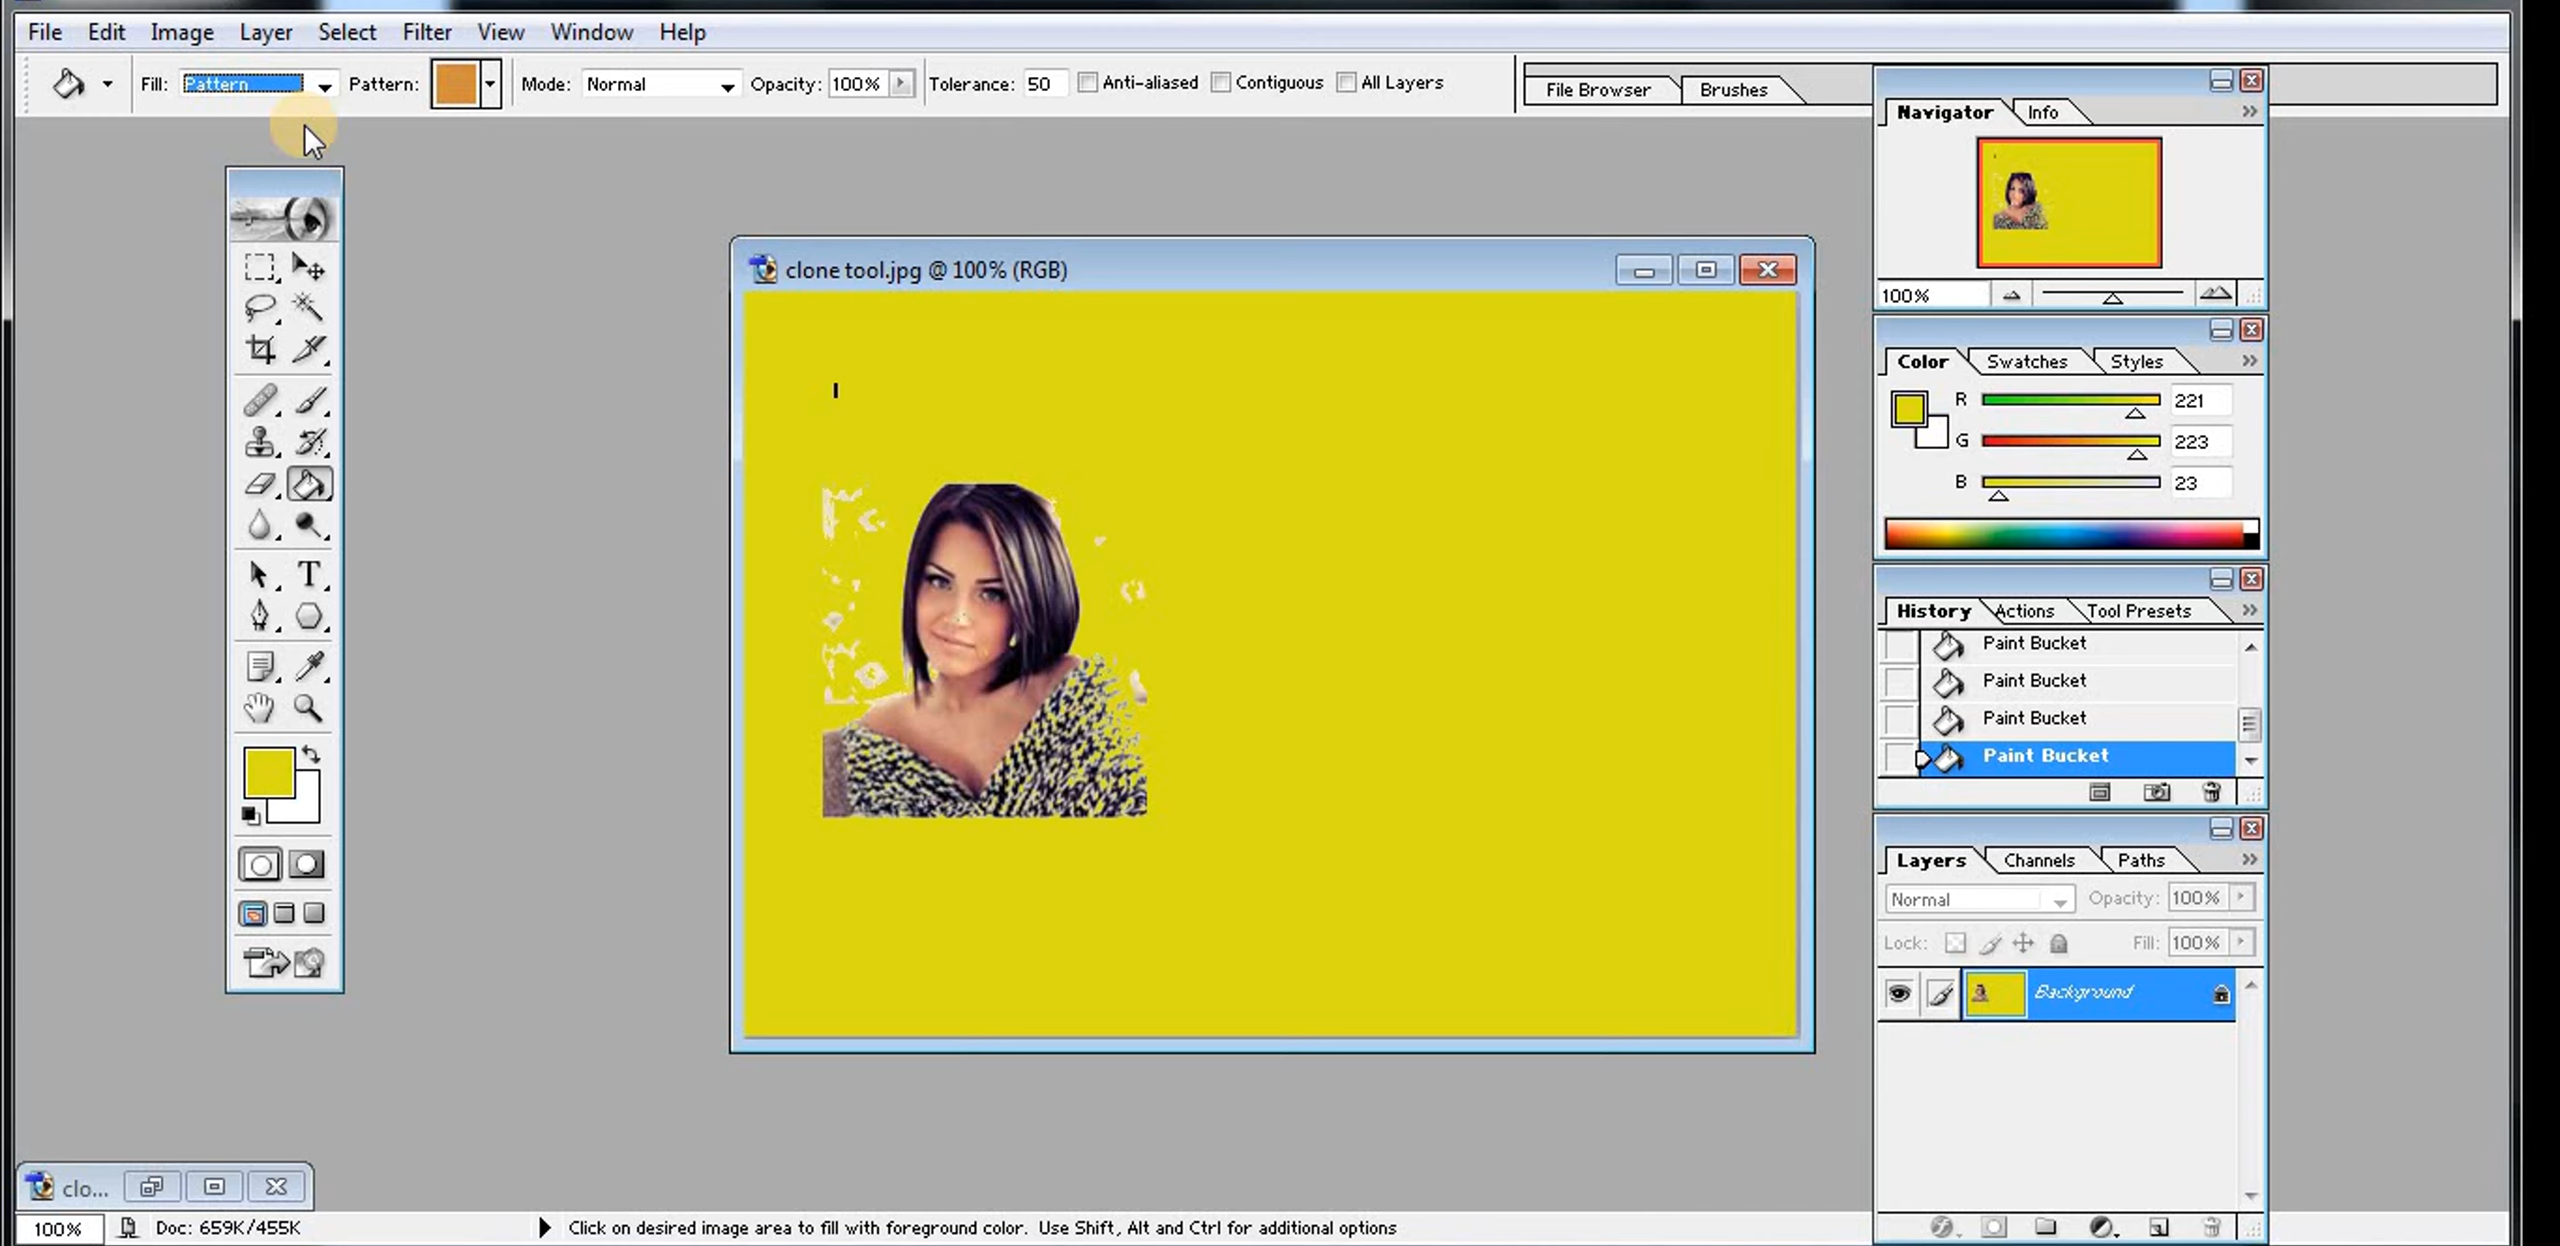 File Edit Image Layer Select Filter View Window Help
Fill: Pattern Pattern: Mode: Normal Opacity: 100% Tolerance: 50 Anti-aliased Contiguous All Layers
File Browser Brushes
Navigator Info
100%
clone tool.jpg @ 100% (RGB)
Color Swatches Styles
R 221
G 223
B 23
History Actions Tool Presets
Paint Bucket
Paint Bucket
Paint Bucket
Paint Bucket
Layers Channels Paths
Normal Opacity: 100%
Lock: Fill: 100%
Background
clo...
100% Doc: 659K/455K Click on desired image area to fill with foreground color. Use Shift, Alt and Ctrl for additional options